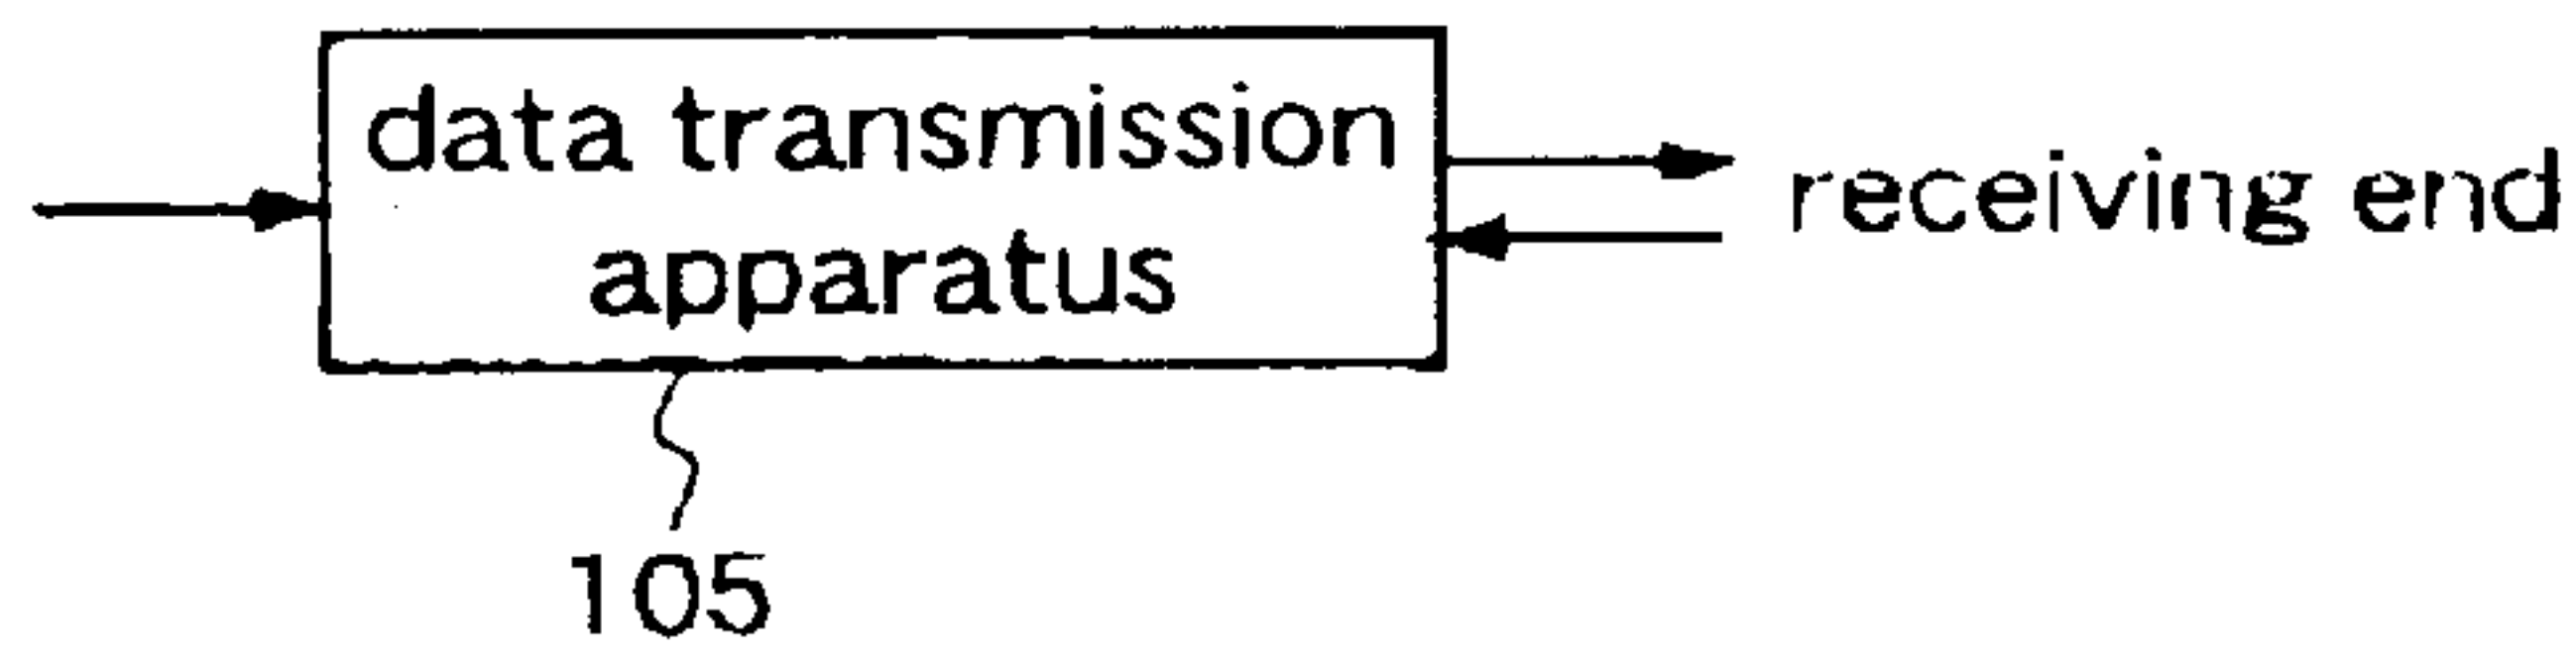 data transmission
apparatus
receiving end
105